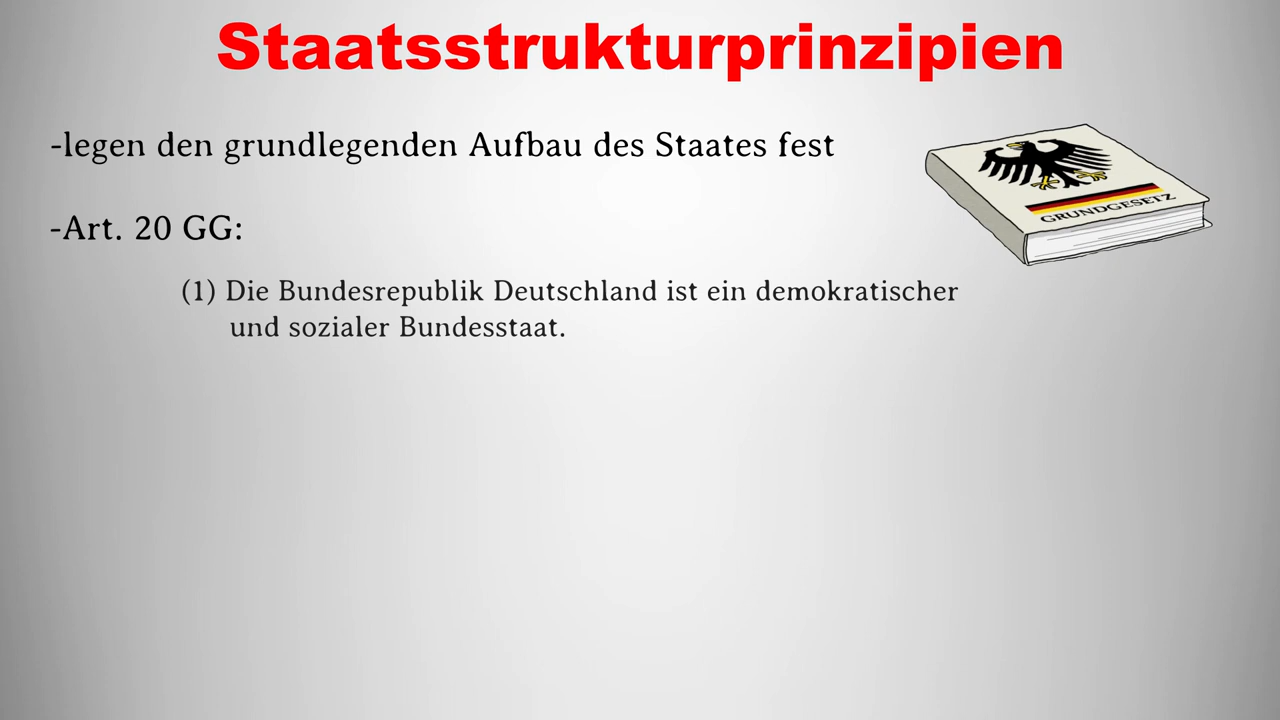 Staatsstrukturprinzipien
-legen den grundlegenden Aufbau des Staates fest
-Art. 20 GG:
GRUNDGESETZ
(1) Die Bundesrepublik Deutschland ist ein demokratischer
und sozialer Bundesstaat.